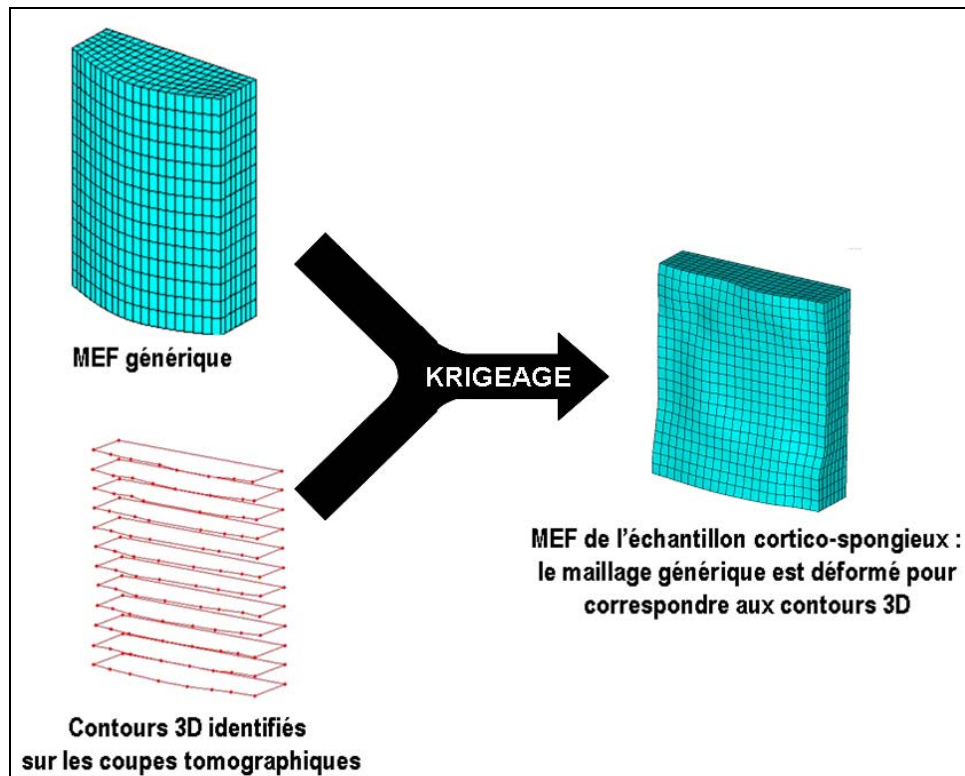 MEF générique
KRIGEAGE
MEF de l'échantillon cortico-spongieux :
le maillage générique est déformé pour
correspondre aux contours 3D
Contours 3D identifiés
sur les coupes tomographiques